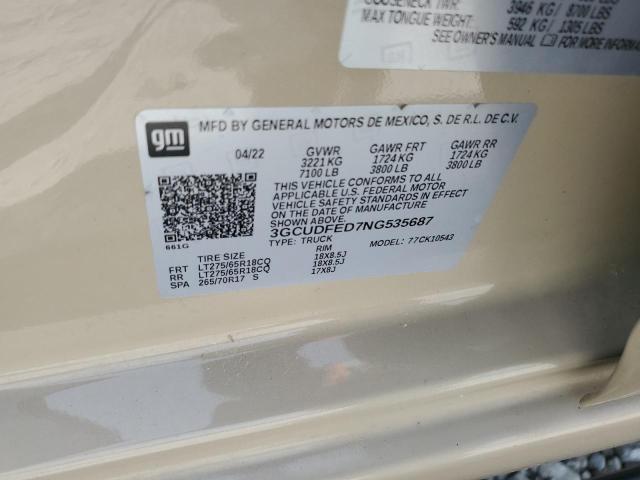 GOOSENECK TWR: 3946 KG / 8700 LBS
MAX TONGUE WEIGHT: 592 KG / 1305 LBS
SEE OWNER'S MANUAL FOR MORE INFORMATION
gm
MFD BY GENERAL MOTORS DE MEXICO, S. DE R.L. DE C.V.
04/22 GVWR GAWR FRT GAWR RR
3221 KG 1724 KG 1724 KG
7100 LB 3800 LB 3800 LB
THIS VEHICLE CONFORMS TO ALL
APPLICABLE U.S. FEDERAL MOTOR
VEHICLE SAFETY STANDARDS IN EFFECT
ON THE DATE OF MANUFACTURE SHOWN ABOVE.
3GCUDFED7NG535687
661G TYPE: TRUCK MODEL: 77CK10543
TIRE SIZE RIM
FRT LT275/65R18CQ 18X8.5J
RR LT275/65R18CQ 18X8.5J
SPA 265/70R17 S 17X8J